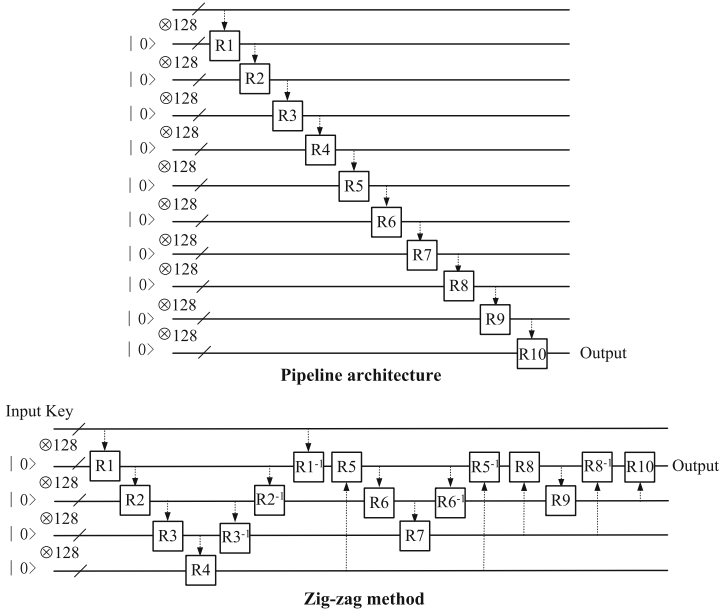 ⊗128
| 0⟩ R1
⊗128
| 0⟩ R2
⊗128
| 0⟩ R3
⊗128
| 0⟩ R4
⊗128
| 0⟩ R5
⊗128
| 0⟩ R6
⊗128
| 0⟩ R7
⊗128
| 0⟩ R8
⊗128
| 0⟩ R9
⊗128
| 0⟩ R10 Output
Pipeline architecture
Input Key
⊗128
| 0⟩ R1 R1⁻¹ R5 R5⁻¹ R8 R8⁻¹ R10 Output
⊗128
| 0⟩ R2 R2⁻¹ R6 R6⁻¹ R9
⊗128
| 0⟩ R3 R3⁻¹ R7
⊗128
| 0⟩ R4
Zig-zag method